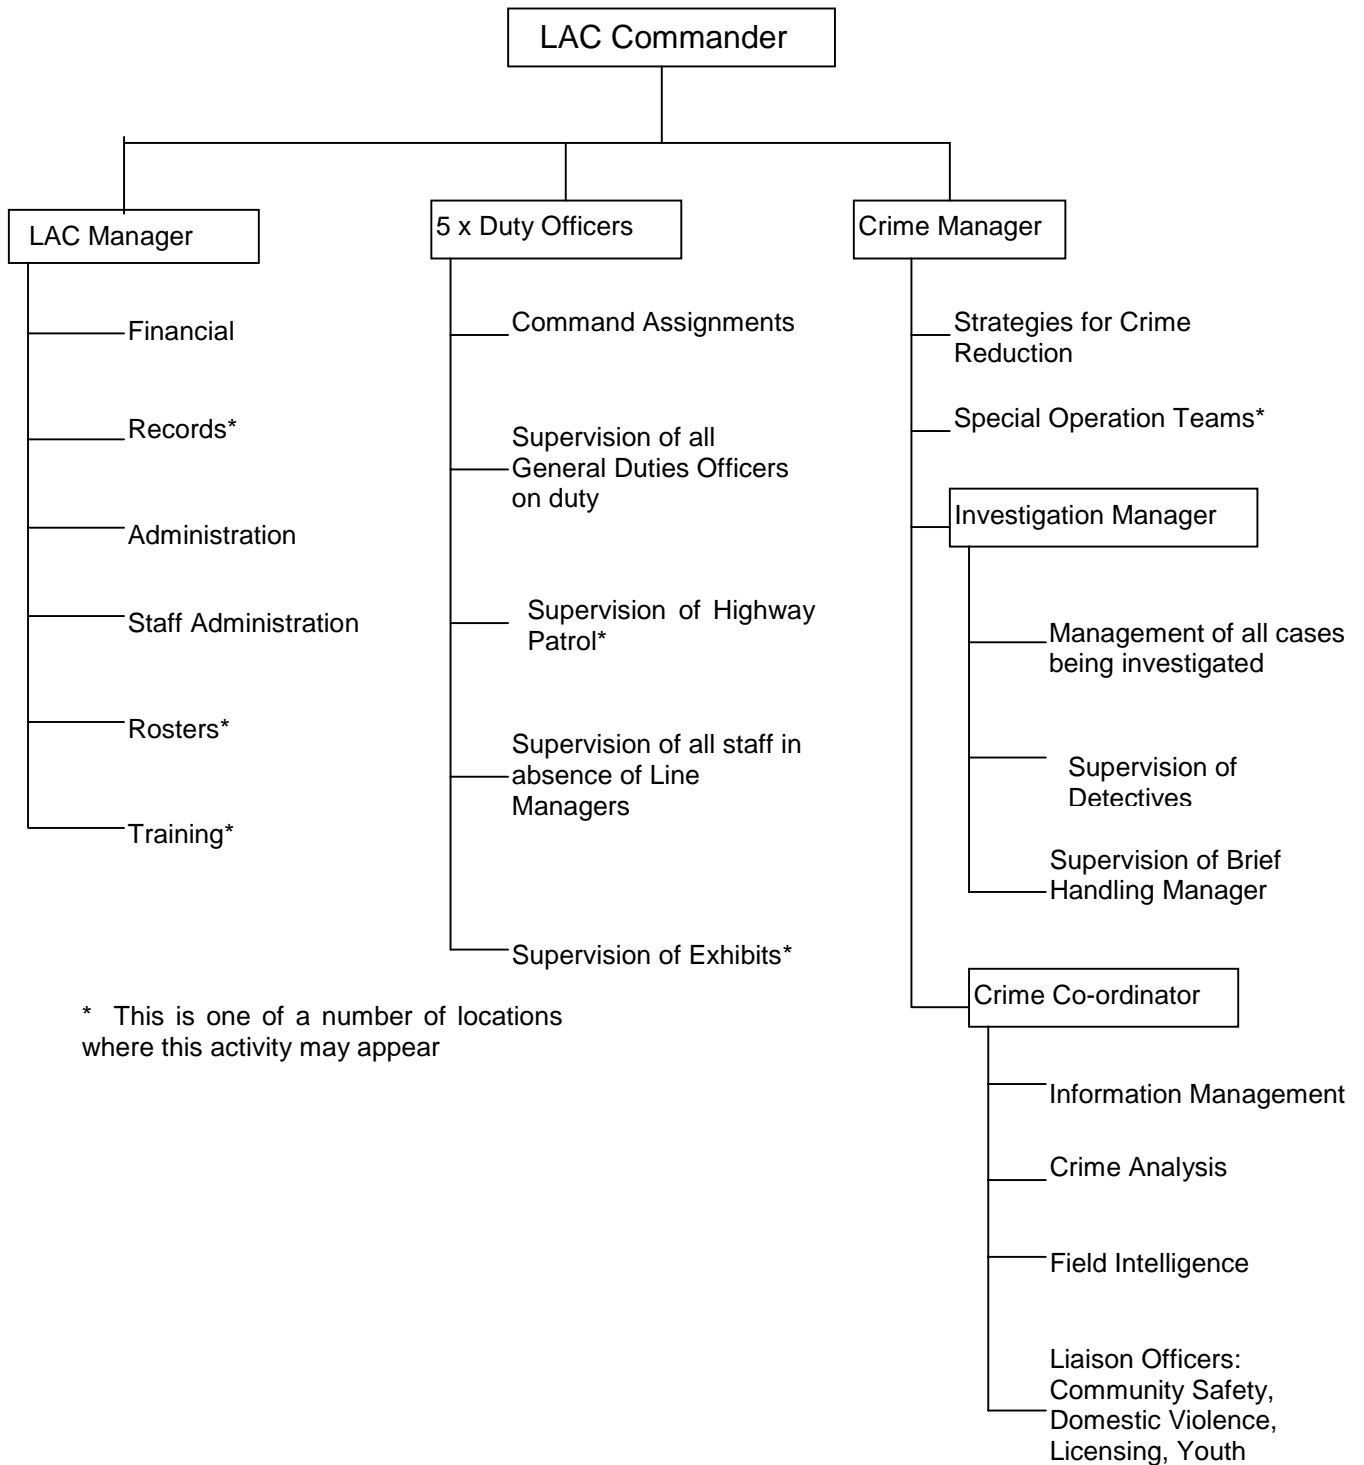 LAC Commander
LAC Manager
Financial
Records*
Administration
Staff Administration
Rosters*
Training*
5 x Duty Officers
Command Assignments
Supervision of all
General Duties Officers
on duty
Supervision of Highway
Patrol*
Supervision of all staff in
absence of Line
Managers
Supervision of Exhibits*
Crime Manager
Strategies for Crime
Reduction
Special Operation Teams*
Investigation Manager
Management of all cases
being investigated
Supervision of
Detectives
Supervision of Brief
Handling Manager
Crime Co-ordinator
Information Management
Crime Analysis
Field Intelligence
Liaison Officers:
Community Safety,
Domestic Violence,
Licensing, Youth
* This is one of a number of locations
where this activity may appear